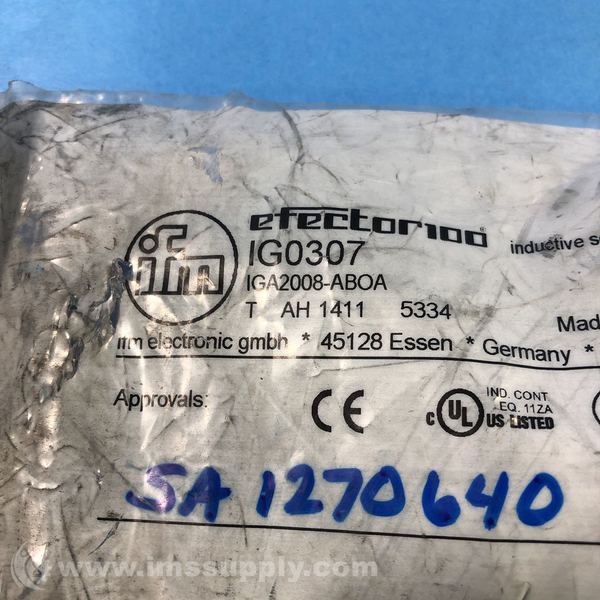 efector100
ifm
IG0307
inductive s
IGA2008-ABOA
T AH 1411 5334
Mad
ifm electronic gmbh * 45128 Essen * Germany *
Approvals: CE c UL US LISTED
IND. CONT.
EQ. 11ZA
SA 1270640
www.imssupply.com